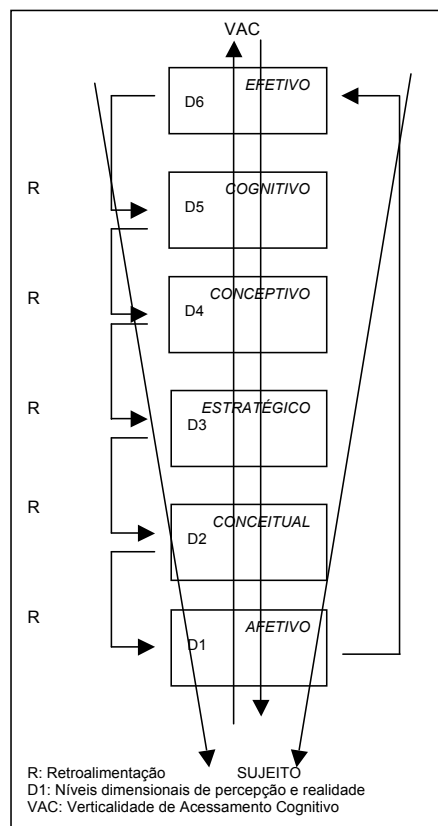 VAC
EFETIVO
D6
R
COGNITIVO
D5
R
CONCEPTIVO
D4
R
ESTRATÉGICO
D3
R
CONCEITUAL
D2
R
AFETIVO
D1
R: Retroalimentação SUJEITO
D1: Níveis dimensionais de percepção e realidade
VAC: Verticalidade de Acessamento Cognitivo